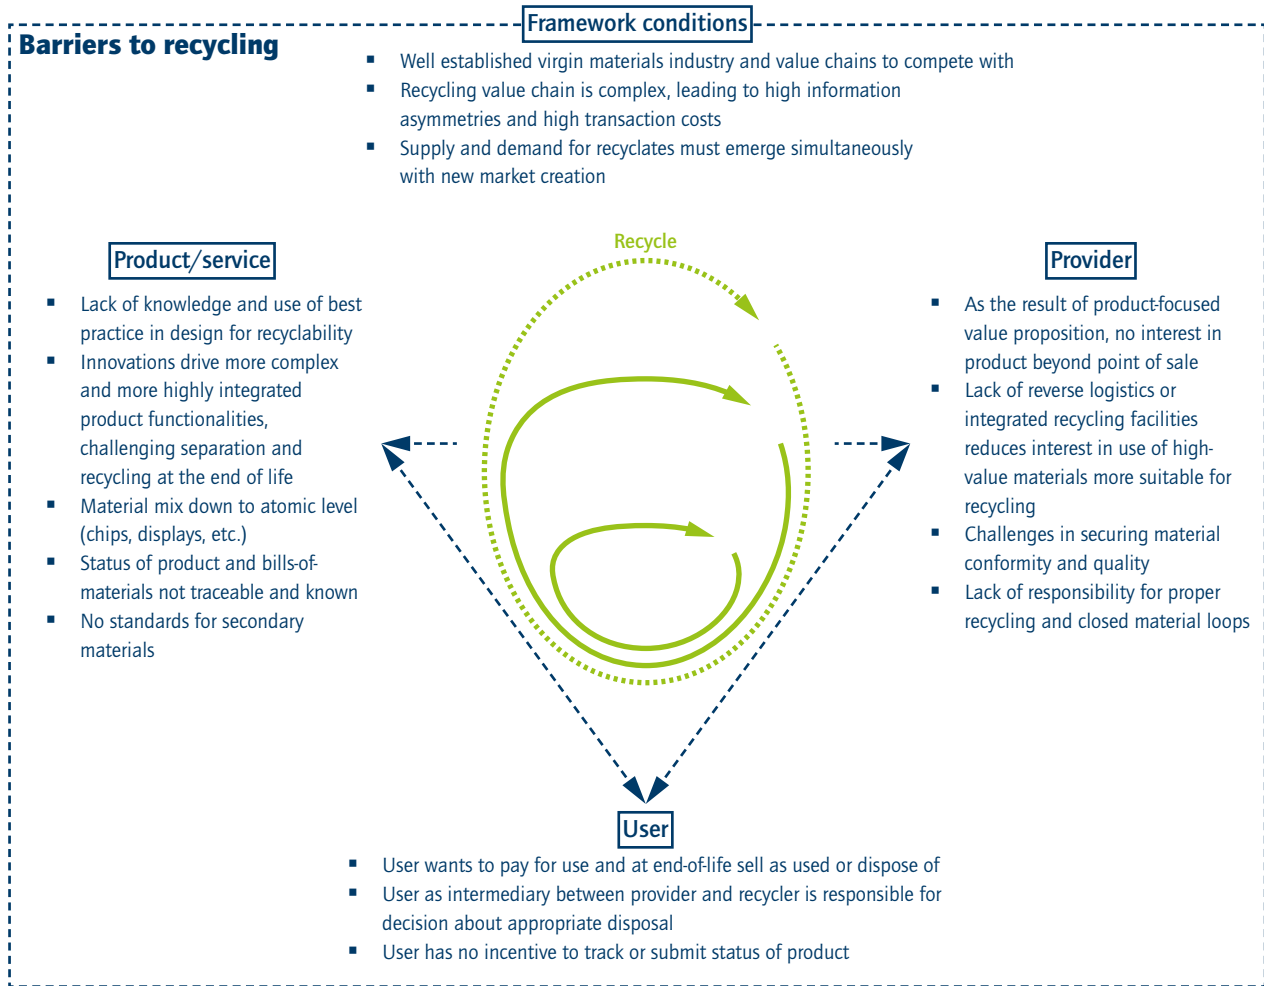 Framework conditions
Barriers to recycling
▪ Well established virgin materials industry and value chains to compete with
▪ Recycling value chain is complex, leading to high information
asymmetries and high transaction costs
▪ Supply and demand for recyclates must emerge simultaneously
with new market creation
Recycle
Product/service
▪ Lack of knowledge and use of best
practice in design for recyclability
▪ Innovations drive more complex
and more highly integrated
product functionalities,
challenging separation and
recycling at the end of life
▪ Material mix down to atomic level
(chips, displays, etc.)
▪ Status of product and bills-of-
materials not traceable and known
▪ No standards for secondary
materials
Provider
▪ As the result of product-focused
value proposition, no interest in
product beyond point of sale
▪ Lack of reverse logistics or
integrated recycling facilities
reduces interest in use of high-
value materials more suitable for
recycling
▪ Challenges in securing material
conformity and quality
▪ Lack of responsibility for proper
recycling and closed material loops
User
▪ User wants to pay for use and at end-of-life sell as used or dispose of
▪ User as intermediary between provider and recycler is responsible for
decision about appropriate disposal
▪ User has no incentive to track or submit status of product